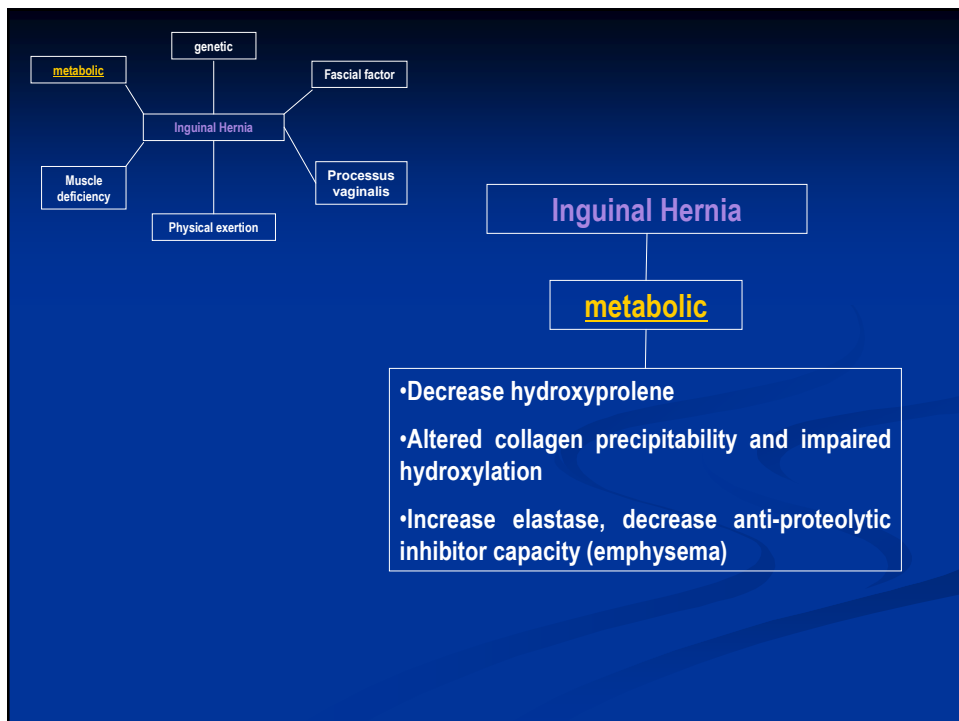 genetic
metabolic
Fascial factor
Inguinal Hernia
Muscle
deficiency
Processus
vaginalis
Physical exertion
Inguinal Hernia
metabolic
•Decrease hydroxyprolene
•Altered collagen precipitability and impaired
hydroxylation
•Increase elastase, decrease anti-proteolytic
inhibitor capacity (emphysema)